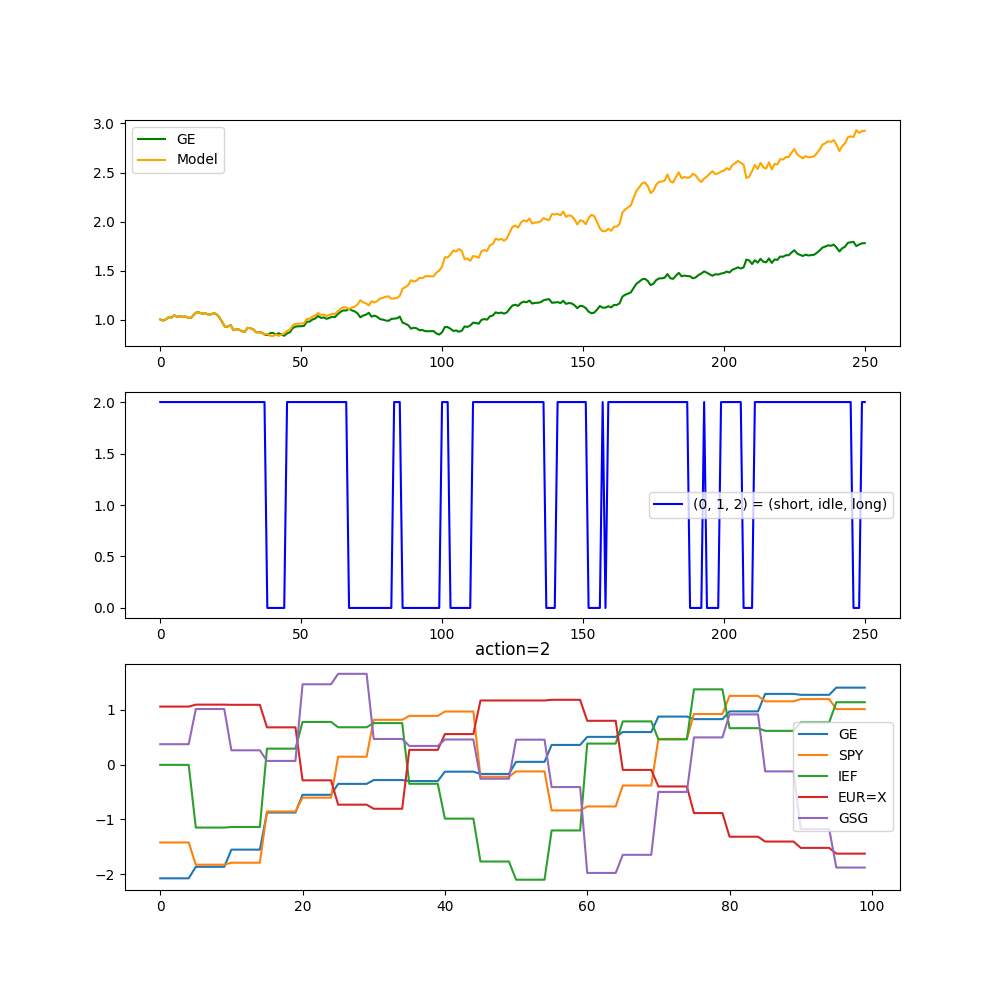 3.0
2.5
2.0
1.5
1.0
GE
Model
0 50 100 150 200 250
2.0
1.5
1.0
0.5
0.0
(0, 1, 2) = (short, idle, long)
0 50 100 150 200 250
action=2
1
0
−1
−2
GE
SPY
IEF
EUR=X
GSG
0 20 40 60 80 100